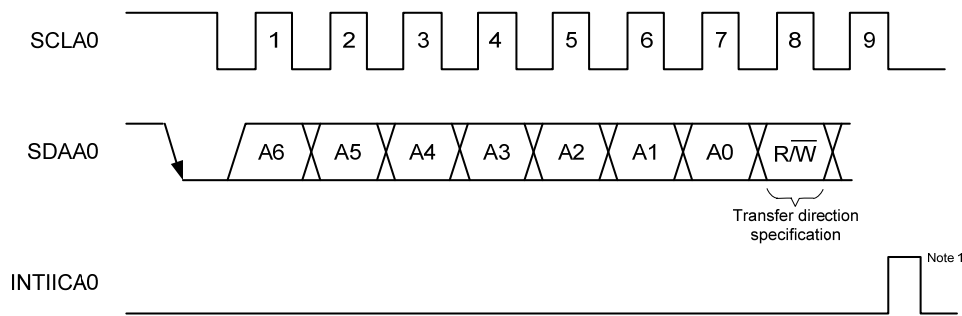 SCLA0 1 2 3 4 5 6 7 8 9
SDAA0 A6 A5 A4 A3 A2 A1 A0 R/W̅
Transfer direction
specification
INTIICA0 Note 1